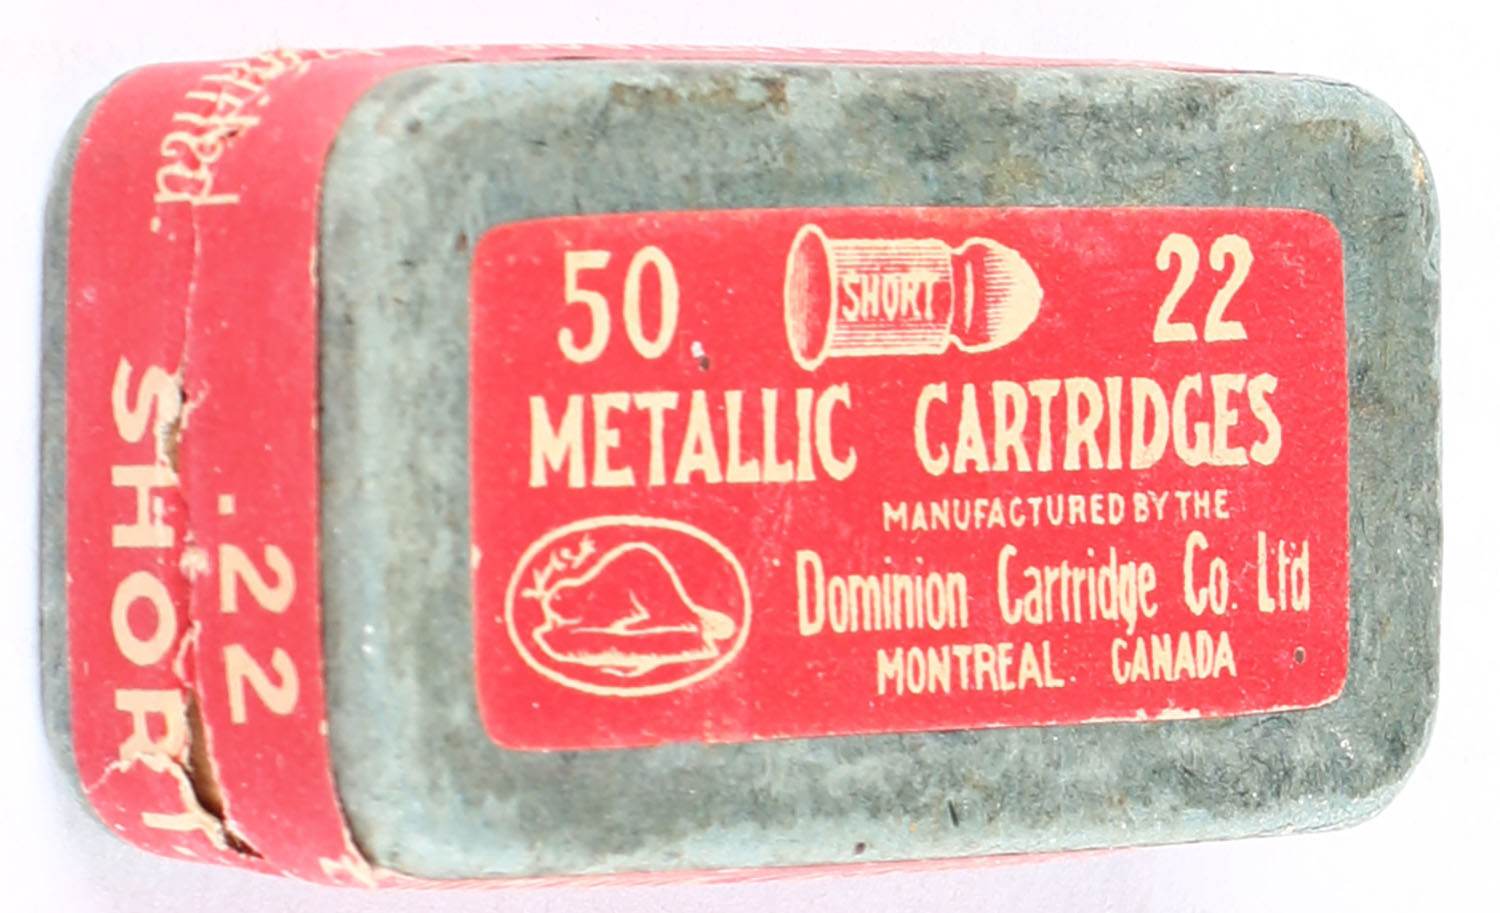 50 SHORT 22
METALLIC CARTRIDGES
MANUFACTURED BY THE
Dominion Cartridge Co. Ltd
MONTREAL. CANADA
.22
SHORT